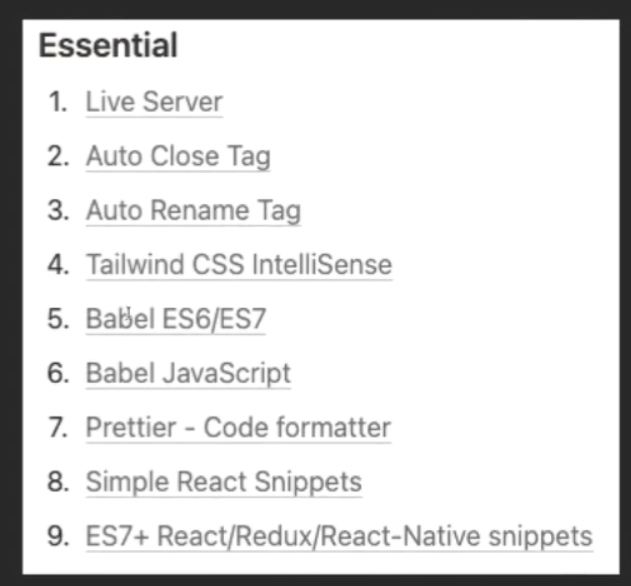 Essential
1. Live Server
2. Auto Close Tag
3. Auto Rename Tag
4. Tailwind CSS IntelliSense
5. Babel ES6/ES7
6. Babel JavaScript
7. Prettier - Code formatter
8. Simple React Snippets
9. ES7+ React/Redux/React-Native snippets